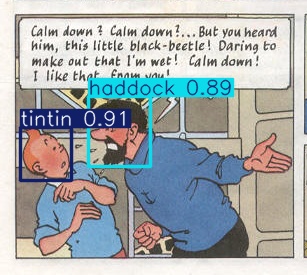 Calm down? Calm down?... But you heard
him, this little black-beetle! Daring to
make out that I'm wet! Calm down!
I like that, from you!
haddock 0.89
tintin 0.91